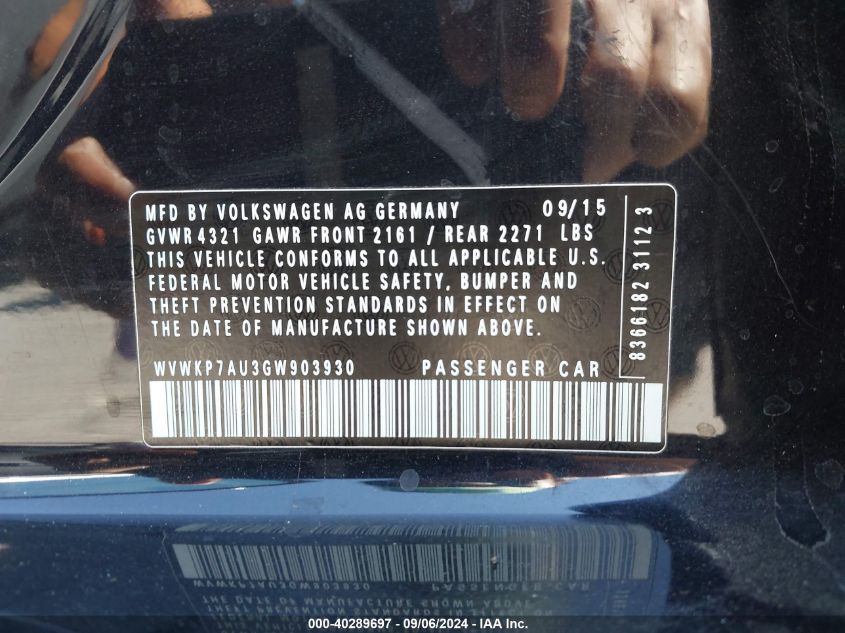 MFD BY VOLKSWAGEN AG GERMANY 09/15
GVWR 4321 GAWR FRONT 2161 / REAR 2271 LBS
THIS VEHICLE CONFORMS TO ALL APPLICABLE U.S.
FEDERAL MOTOR VEHICLE SAFETY, BUMPER AND
THEFT PREVENTION STANDARDS IN EFFECT ON
THE DATE OF MANUFACTURE SHOWN ABOVE.
WVWKP7AU3GW903930 PASSENGER CAR
8366182 3112 3
000-40289697 - 09/06/2024 - IAA Inc.